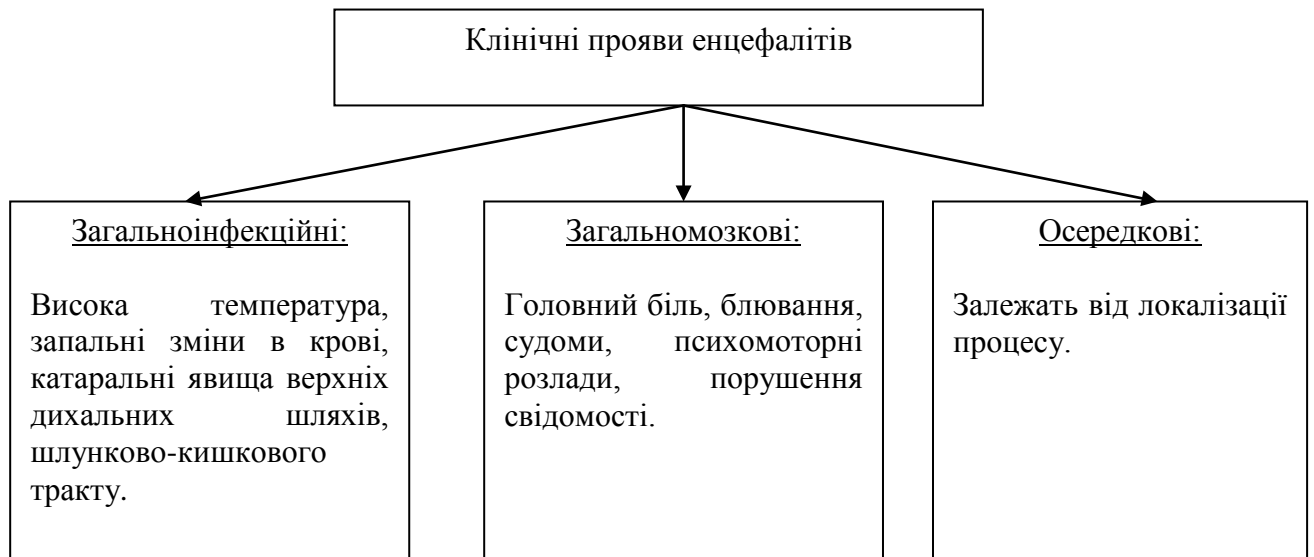 Клінічні прояви енцефалітів
Загальноінфекційні:
Висока температура,
запальні зміни в крові,
катаральні явища верхніх
дихальних шляхів,
шлунково-кишкового
тракту.
Загальномозкові:
Головний біль, блювання,
судоми, психомоторні
розлади, порушення
свідомості.
Осередкові:
Залежать від локалізації
процесу.